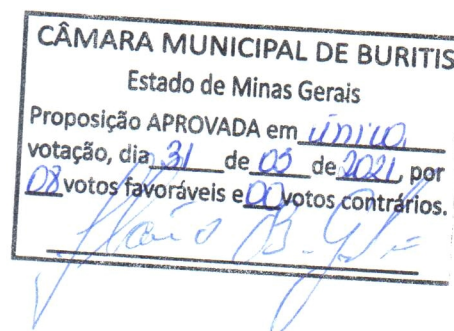 CÂMARA MUNICIPAL DE BURITIS
Estado de Minas Gerais
Proposição APROVADA em único
votação, dia 31 de 05 de 2021, por
08 votos favoráveis e 00 votos contrários.